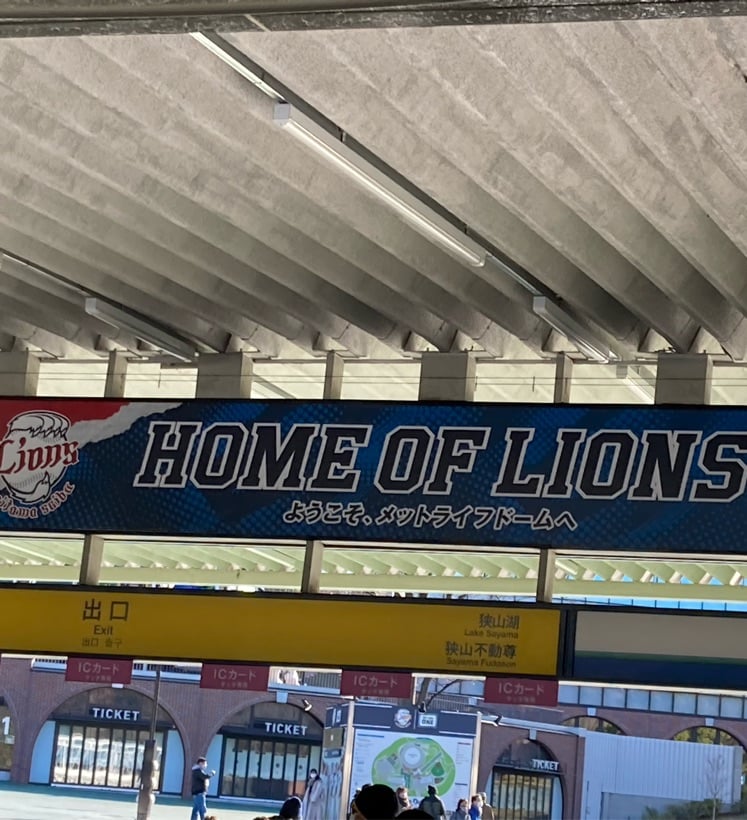 Lions
HOME OF LIONS
ようこそ、メットライフドームへ
出口
Exit
狭山湖
Lake Sayama
狭山不動尊
Sayama Fudoson
ICカード
ICカード
ICカード
ICカード
TICKET
TICKET
TICKET